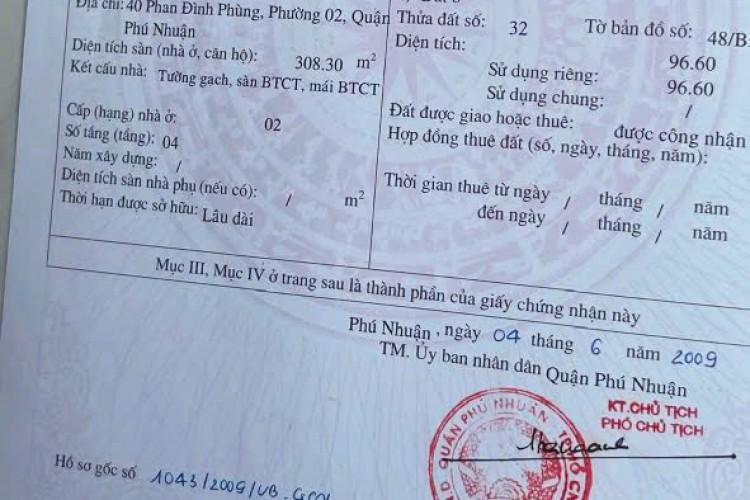 Địa chỉ: 40 Phan Đình Phùng, Phường 02, Quận
Phú Nhuận
Diện tích sàn (nhà ở, căn hộ): 308.30 m²
Kết cấu nhà: Tường gạch, sàn BTCT, mái BTCT
Cấp (hạng) nhà ở: 02
Số tầng (tầng): 04
Năm xây dựng: /
Diện tích sàn nhà phụ (nếu có): / m²
Thời hạn được sở hữu: Lâu dài
Thửa đất số: 32 Tờ bản đồ số: 48/B
Diện tích: 96.60
Sử dụng riêng: 96.60
Sử dụng chung: /
Đất được giao hoặc thuê: được công nhận
Hợp đồng thuê đất (số, ngày, tháng, năm):
Thời gian thuê từ ngày / tháng / năm
đến ngày / tháng / năm
Mục III, Mục IV ở trang sau là thành phần của giấy chứng nhận này
Phú Nhuận, ngày 04 tháng 6 năm 2009
TM. Ủy ban nhân dân Quận Phú Nhuận
KT.CHỦ TỊCH
PHÓ CHỦ TỊCH
QUẬN PHÚ NHUẬN
Hồ sơ gốc số 1043/2009/UB.